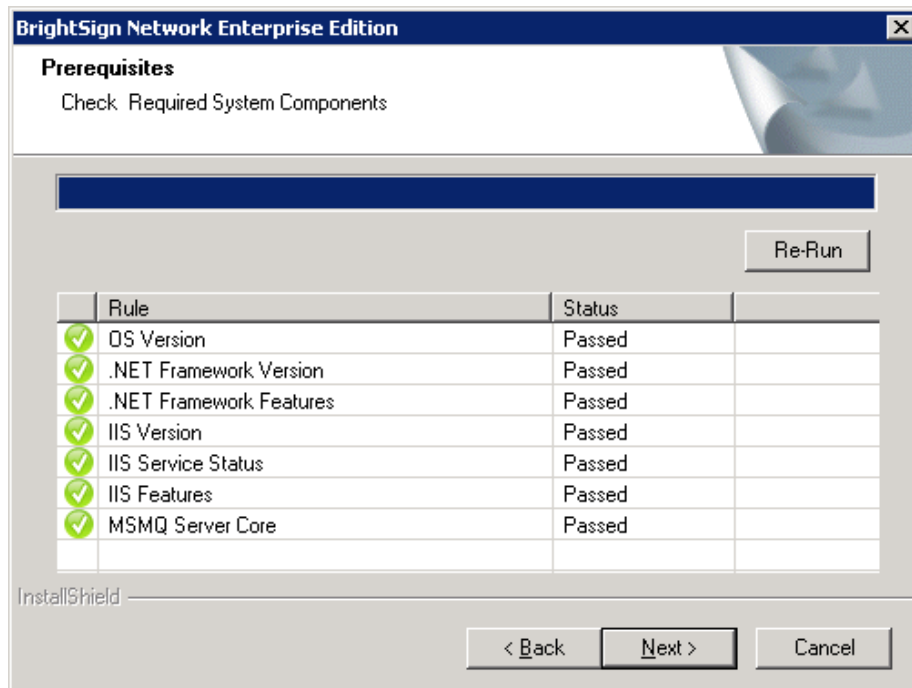 BrightSign Network Enterprise Edition
Prerequisites
Check Required System Components
Re-Run
Rule Status
OS Version Passed
.NET Framework Version Passed
.NET Framework Features Passed
IIS Version Passed
IIS Service Status Passed
IIS Features Passed
MSMQ Server Core Passed
InstallShield
< Back Next > Cancel